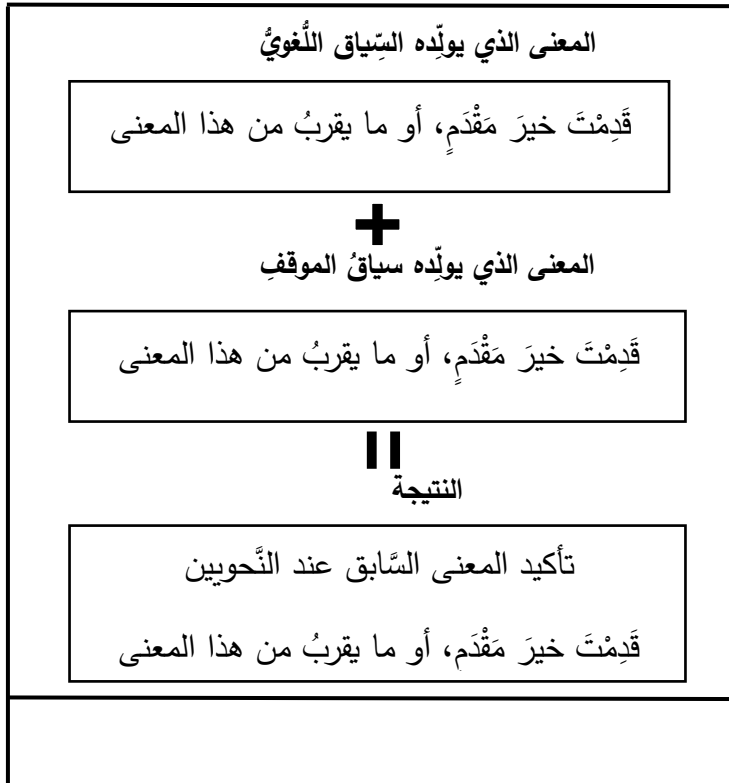 المعنى الذي يولِّده السِّياق اللُّغويُّ
قَدِمْتَ خيرَ مَقْدَمٍ، أو ما يقربُ من هذا المعنى
+
المعنى الذي يولِّده سياقُ الموقفِ
قَدِمْتَ خيرَ مَقْدَمٍ، أو ما يقربُ من هذا المعنى
=
النتيجة
تأكيد المعنى السَّابق عند النَّحويين
قَدِمْتَ خيرَ مَقْدَمٍ، أو ما يقربُ من هذا المعنى